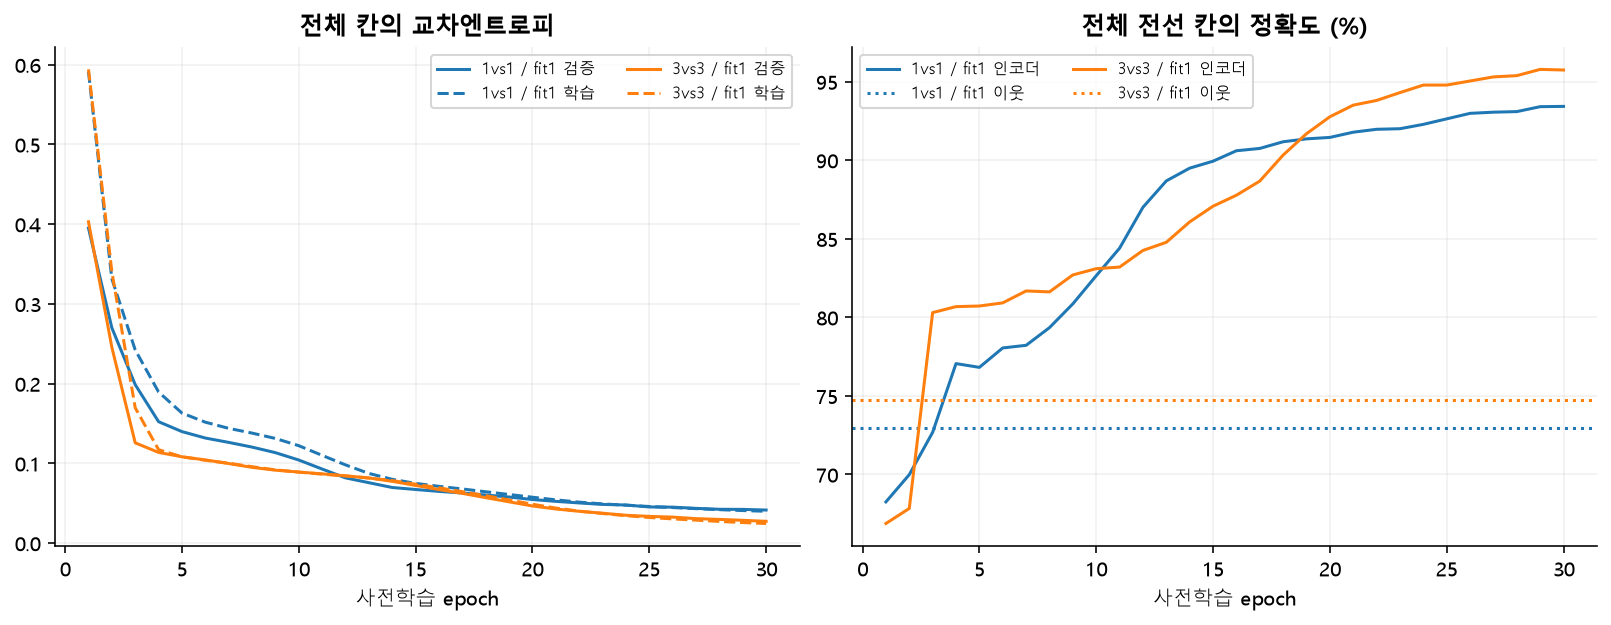 전체 칸의 교차엔트로피
0.6
0.5
0.4
0.3
0.2
0.1
0.0
1vs1 / fit1 검증
1vs1 / fit1 학습
3vs3 / fit1 검증
3vs3 / fit1 학습
0 5 10 15 20 25 30
사전학습 epoch
전체 전선 칸의 정확도 (%)
95
90
85
80
75
70
1vs1 / fit1 인코더
1vs1 / fit1 이웃
3vs3 / fit1 인코더
3vs3 / fit1 이웃
0 5 10 15 20 25 30
사전학습 epoch